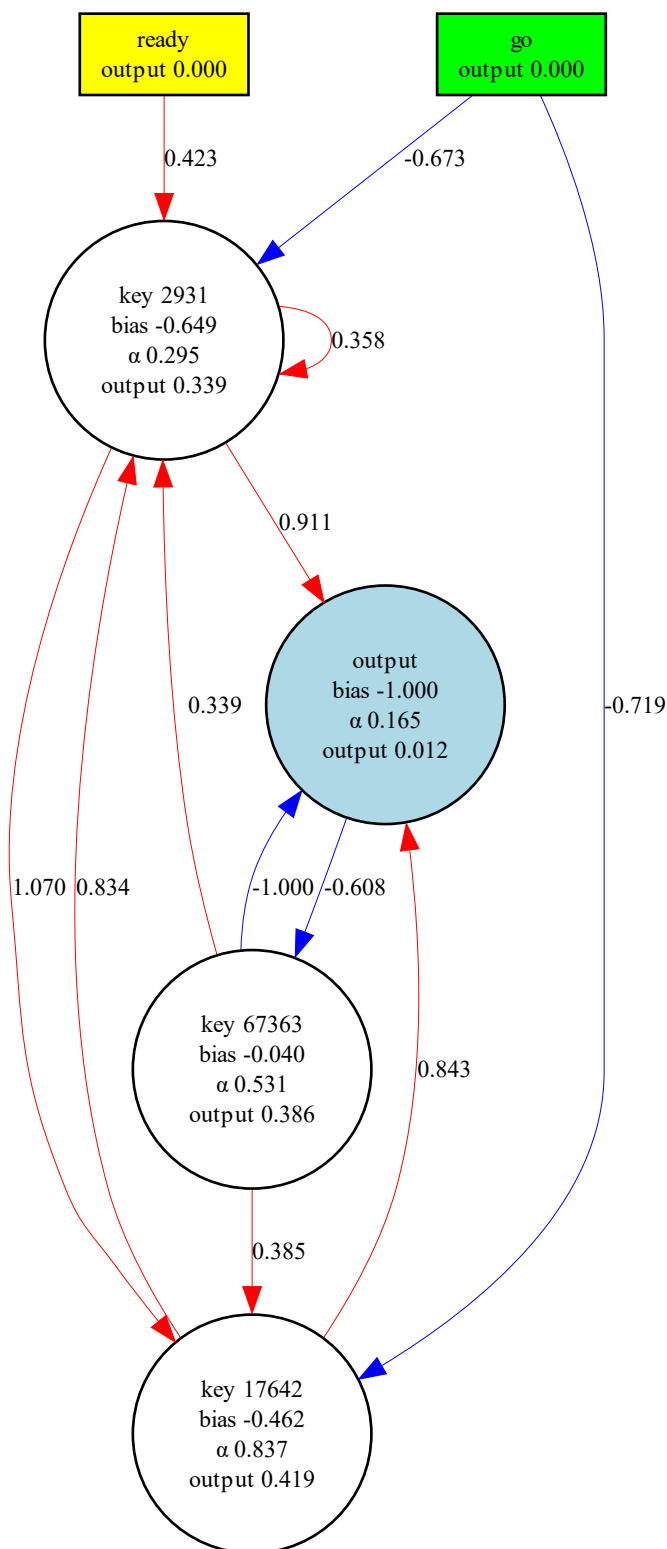 ready
output 0.000
go
output 0.000
0.423
-0.673
key 2931
bias -0.649
α 0.295
output 0.339
0.358
0.911
output
bias -1.000
α 0.165
output 0.012
0.339
-0.719
1.070
0.834
-1.000
-0.608
key 67363
bias -0.040
α 0.531
output 0.386
0.843
0.385
key 17642
bias -0.462
α 0.837
output 0.419